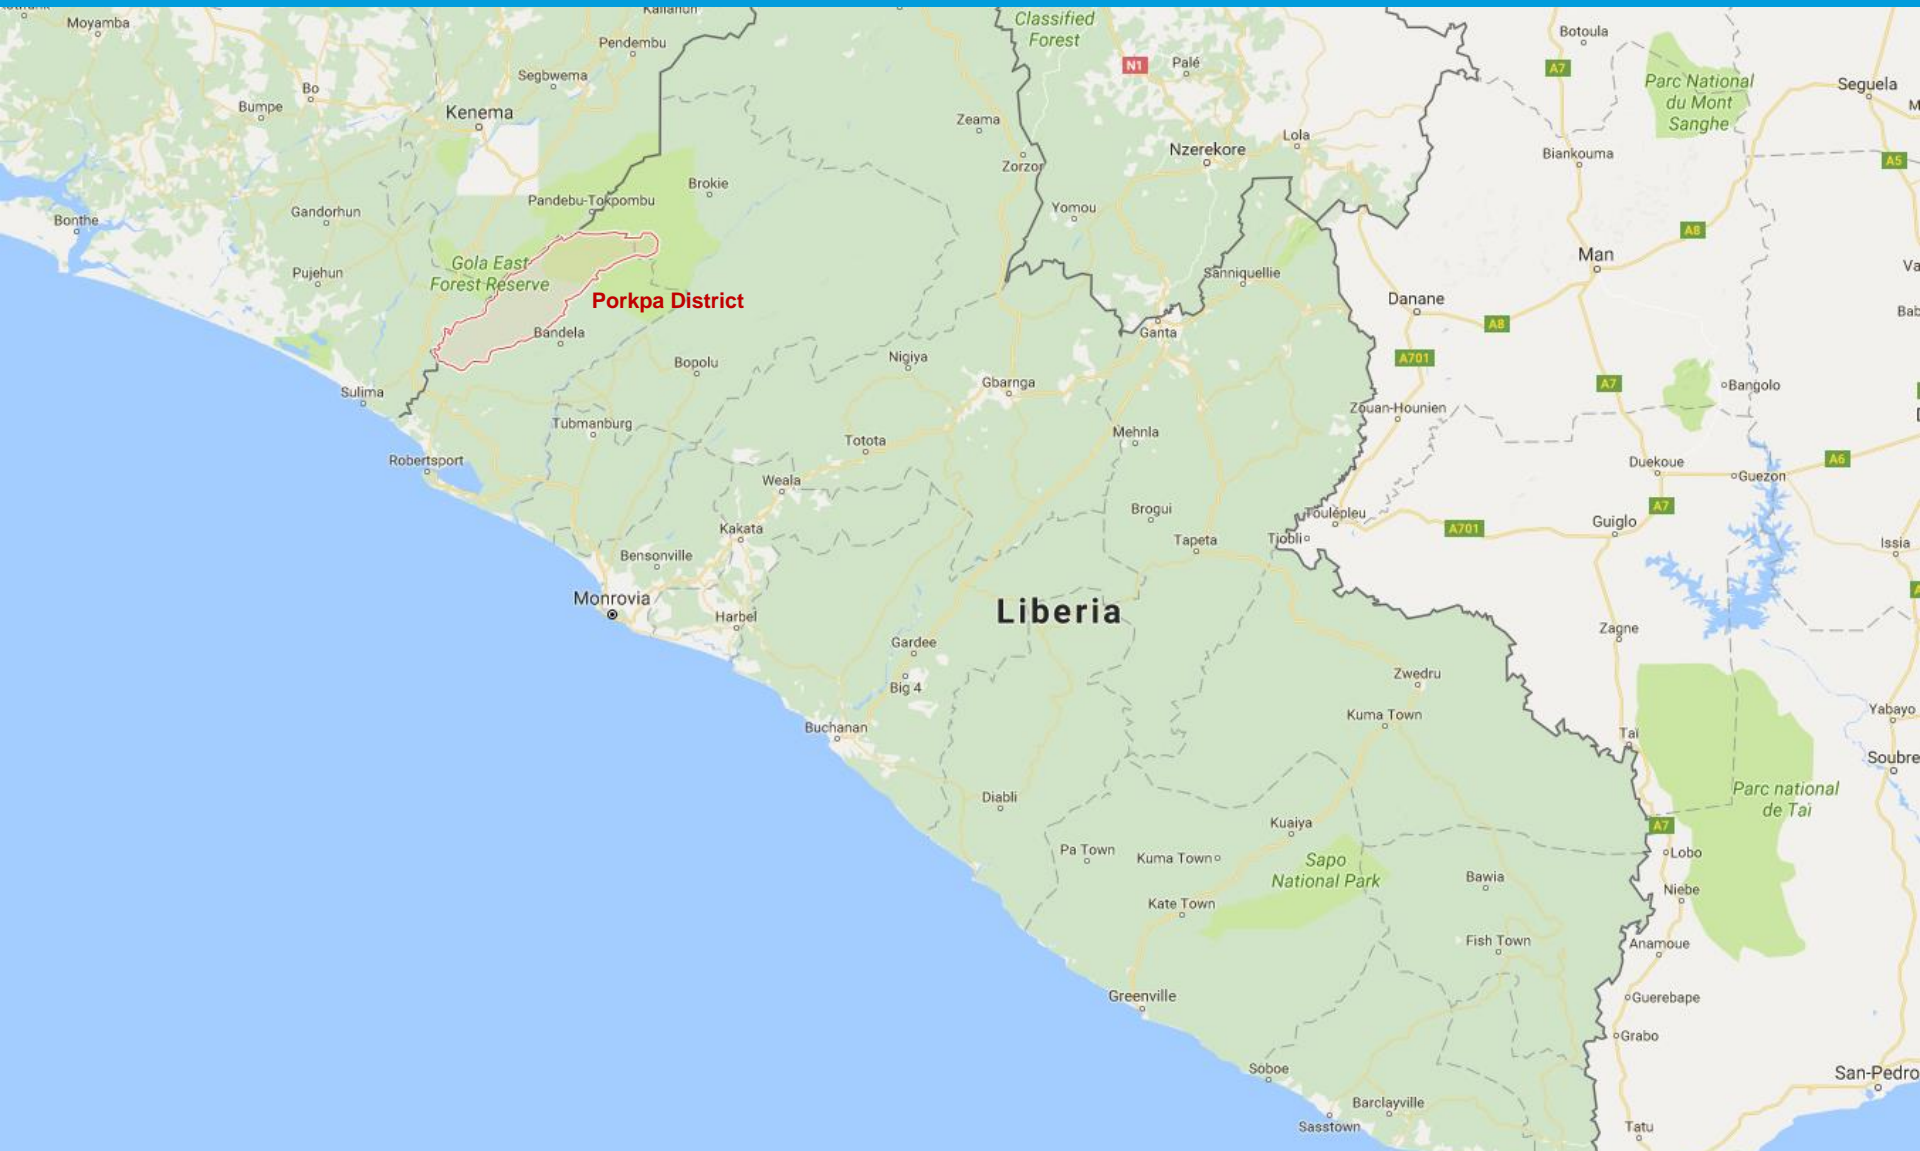 Moyamba
Kailahun
Pendembu
Classified
Forest
Botoula
N1
Palé
A7
Parc National
du Mont
Sanghe
Seguela
Segbwema
Bo
Bumpe
Kenema
Zeama
Nzerekore
Lola
Biankouma
A5
Zorzor
Brokie
Pandebu-Tokpombu
Yomou
Gandorhun
Bonthe
A8
Man
Gola East
Forest Reserve
Pujehun
Sanniquellie
Porkpa District
Danane
A8
Bandela
Ganta
A701
Nigiya
Bopolu
Gbarnga
A7
Bangolo
Sulima
Zouan-Hounien
Tubmanburg
Totota
Mehnla
Robertsport
Duekoue
A6
Guezon
Weala
Brogui
A7
Toulepleu
Guiglo
Kakata
A701
Tapeta
Tiobli
Issia
Bensonville
Monrovia
Liberia
Harbel
Zagne
Gardee
Zwedru
Big 4
Kuma Town
Yabayo
Buchanan
Tai
Soubre
Parc national
de Tai
Diabli
Kuaiya
A7
Pa Town
Kuma Town
Sapo
National Park
Lobo
Bawia
Niebe
Kate Town
Fish Town
Anamoue
Greenville
Guerebape
Grabo
Soboe
San-Pedro
Barclayville
Sasstown
Tatu